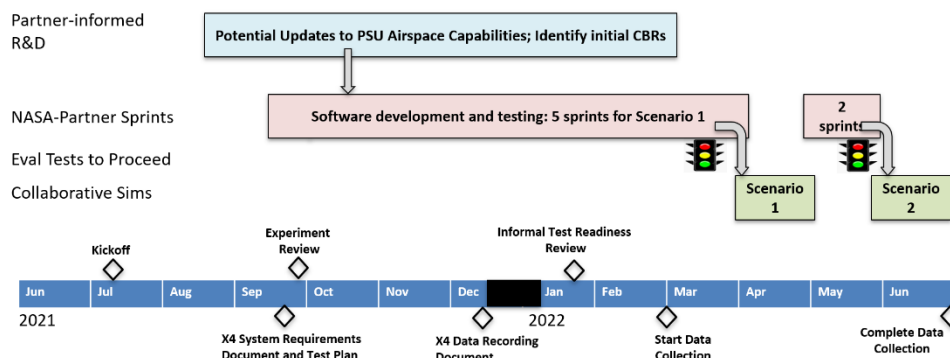 Partner-informed
R&D
Potential Updates to PSU Airspace Capabilities; Identify initial CBRs
NASA-Partner Sprints
Software development and testing: 5 sprints for Scenario 1
2
sprints
Eval Tests to Proceed
Collaborative Sims
Scenario
1
Scenario
2
Kickoff
Experiment
Review
Informal Test Readiness
Review
Jun
Jul
Aug
Sep
Oct
Nov
Dec
Jan
Feb
Mar
Apr
May
Jun
2021
2022
X4 System Requirements
Document and Test Plan
X4 Data Recording
Document
Start Data
Collection
Complete Data
Collection